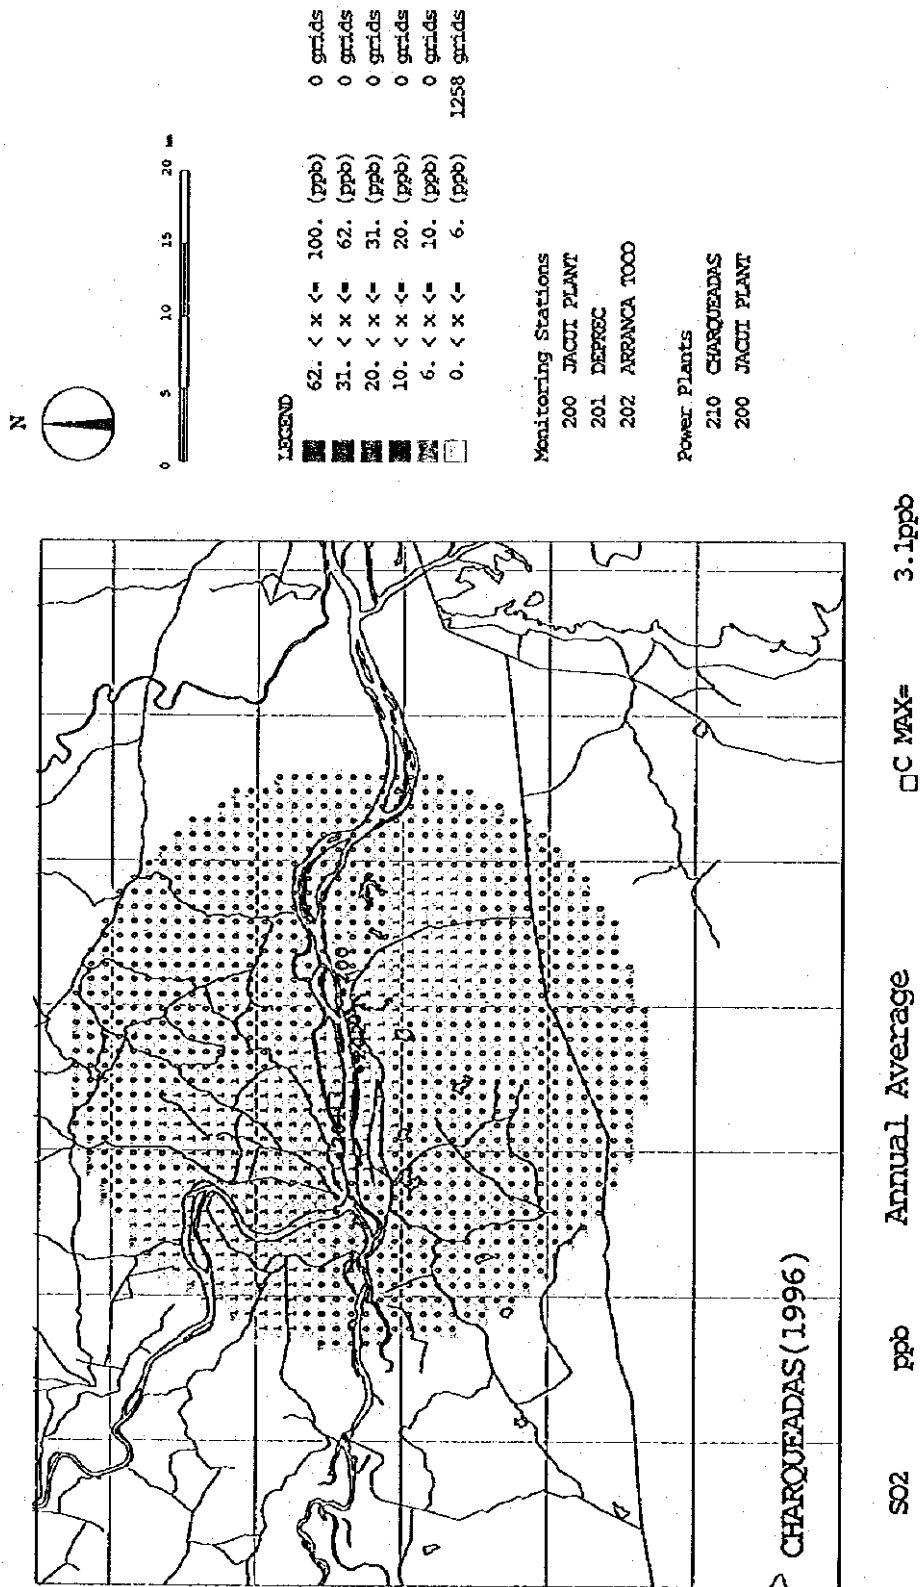 N
0 5 10 15 20 km
LEGEND
62. < x <= 100. (ppb) 0 grids
31. < x <= 62. (ppb) 0 grids
20. < x <= 31. (ppb) 0 grids
10. < x <= 20. (ppb) 0 grids
6. < x <= 10. (ppb) 0 grids
0. < x <= 6. (ppb) 1258 grids
Monitoring Stations
200 JACUI PLANT
201 DEPREC
202 ARRANCA TOCO
Power Plants
210 CHARQUEADAS
200 JACUI PLANT
200
CHARQUEADAS(1996)
SO2 ppb Annual Average □C MAX= 3.1ppb